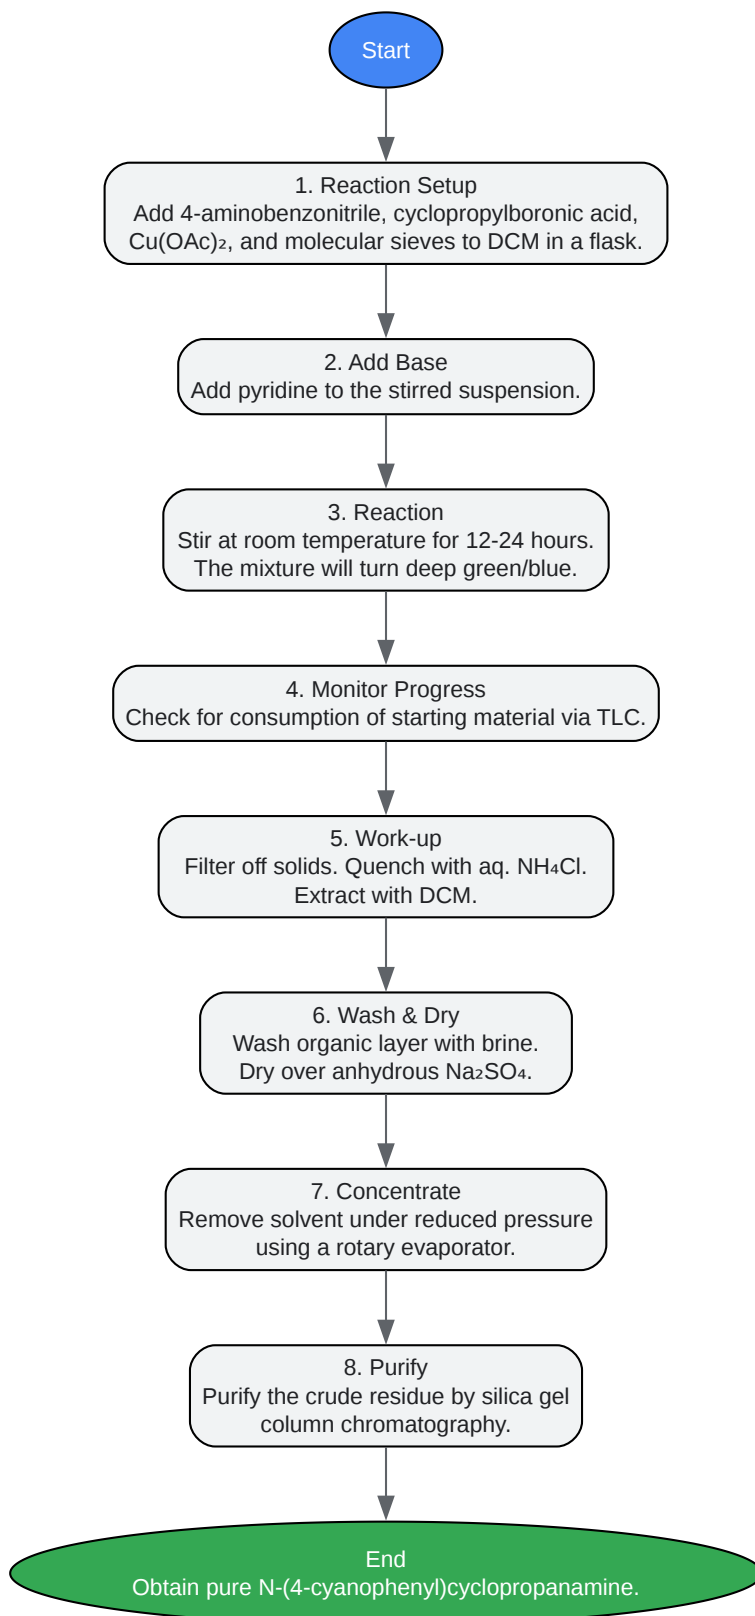 Start
1. Reaction Setup
Add 4-aminobenzonitrile, cyclopropylboronic acid,
Cu(OAc)₂, and molecular sieves to DCM in a flask.
2. Add Base
Add pyridine to the stirred suspension.
3. Reaction
Stir at room temperature for 12-24 hours.
The mixture will turn deep green/blue.
4. Monitor Progress
Check for consumption of starting material via TLC.
5. Work-up
Filter off solids. Quench with aq. NH₄Cl.
Extract with DCM.
6. Wash & Dry
Wash organic layer with brine.
Dry over anhydrous Na₂SO₄.
7. Concentrate
Remove solvent under reduced pressure
using a rotary evaporator.
8. Purify
Purify the crude residue by silica gel
column chromatography.
End
Obtain pure N-(4-cyanophenyl)cyclopropanamine.